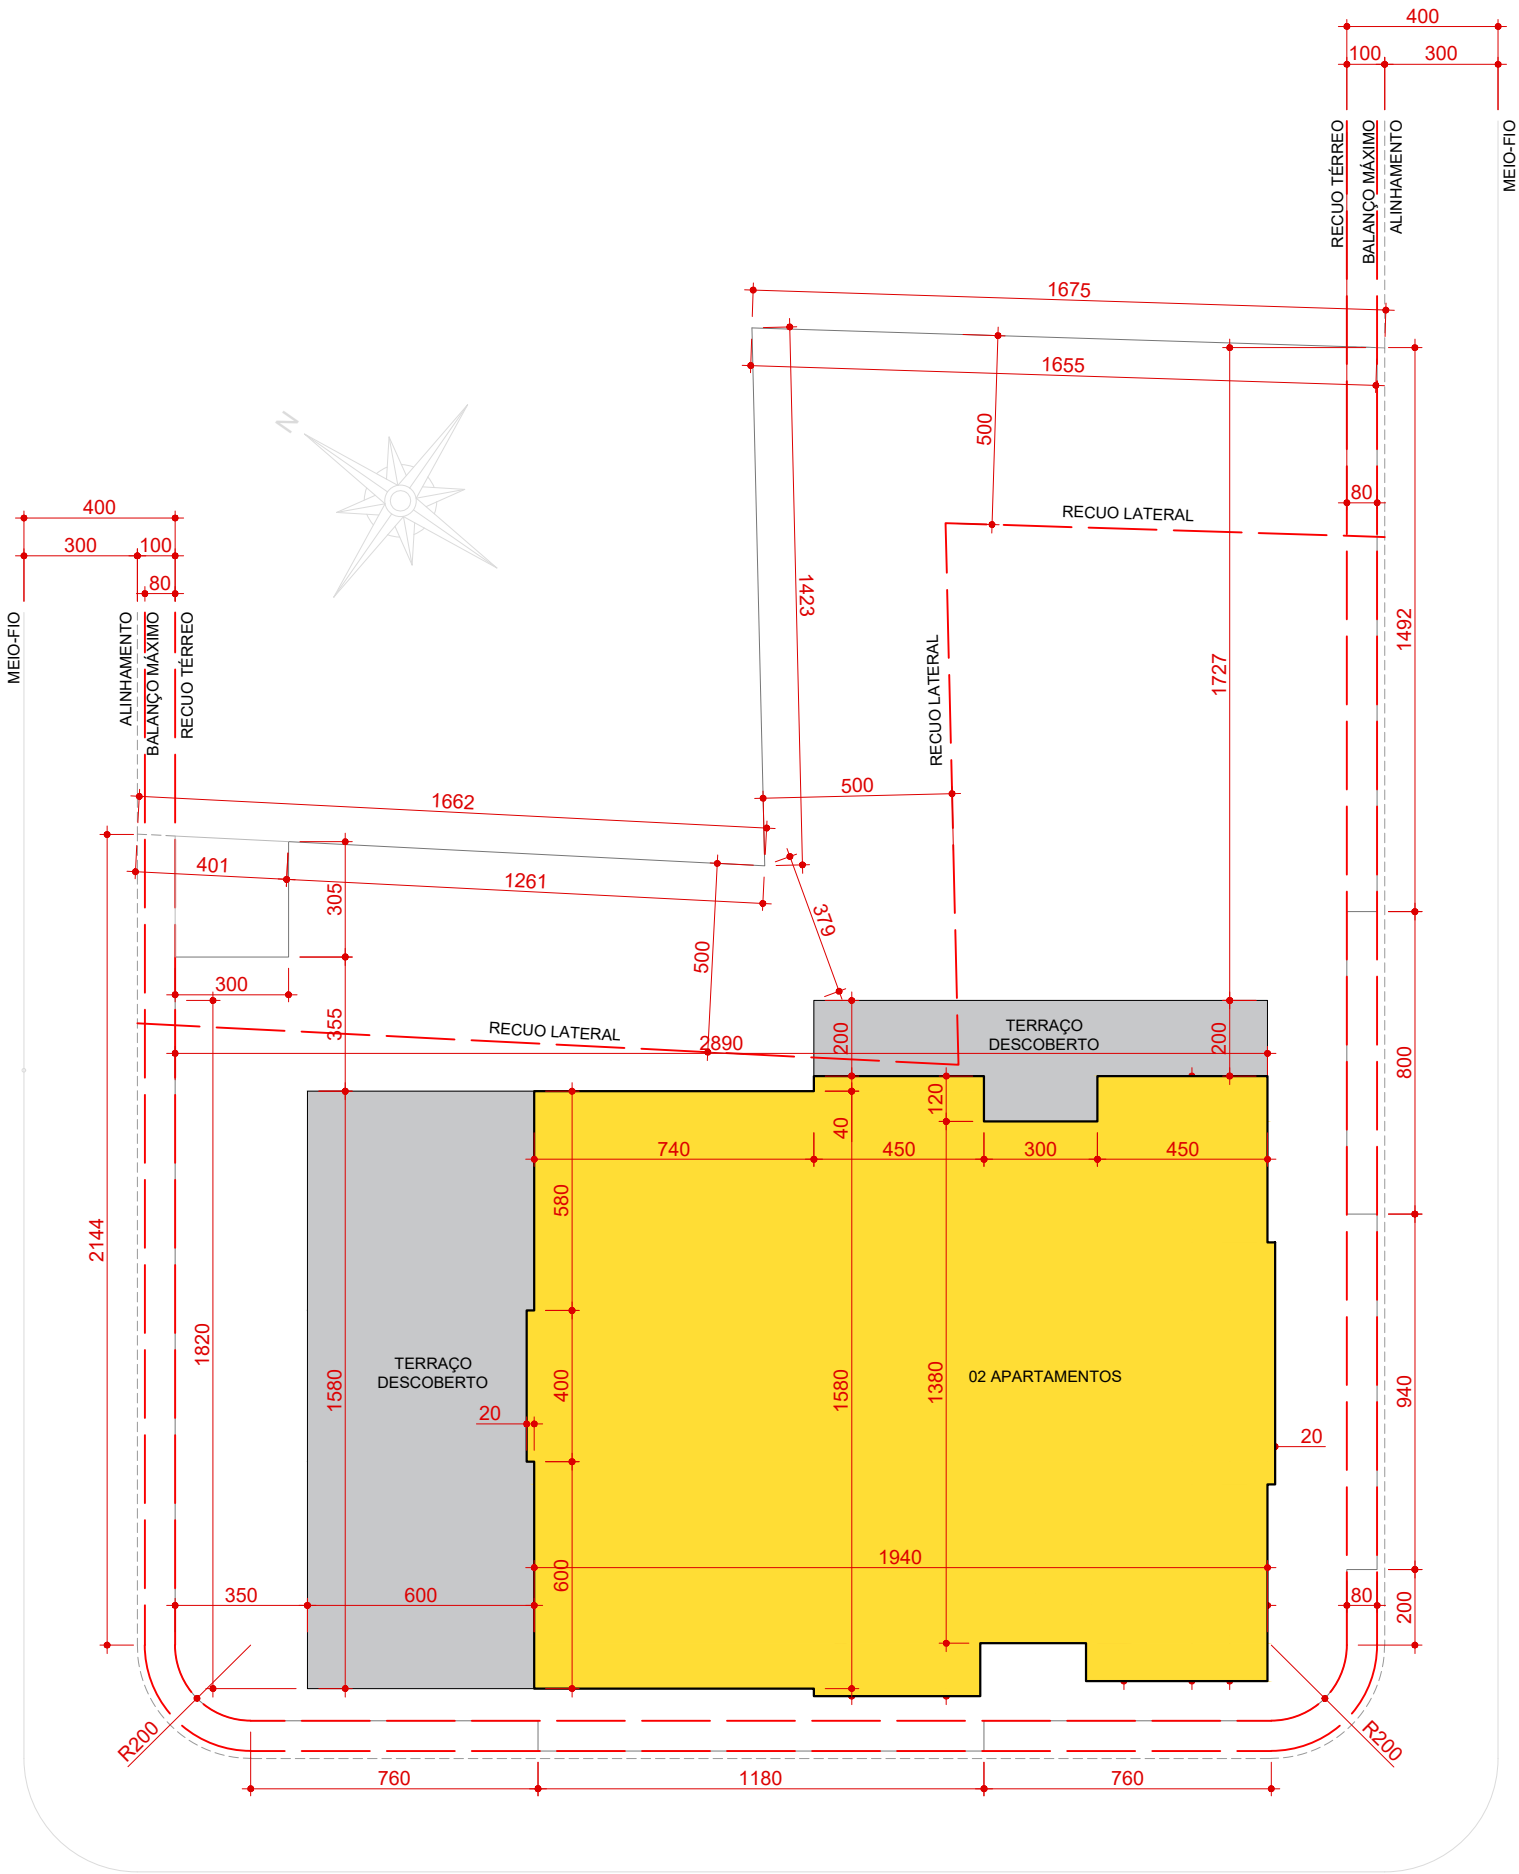 400
100
300
RECUO TÉRREO
BALANÇO MÁXIMO
ALINHAMENTO
MEIO-FIO
1675
1655
500
N
80
RECUO LATERAL
400
300
100
80
MEIO-FIO
ALINHAMENTO
BALANÇO MÁXIMO
RECUO TÉRREO
1423
RECUO LATERAL
1727
1492
1662
500
401
1261
305
379
500
300
355
RECUO LATERAL
2890
200
TERRAÇO
DESCOBERTO
200
800
120
40
740
450
300
450
580
2144
1820
1580
TERRAÇO
DESCOBERTO
400
20
1580
1380
02 APARTAMENTOS
940
20
1940
600
350
600
80
200
R200
R200
760
1180
760